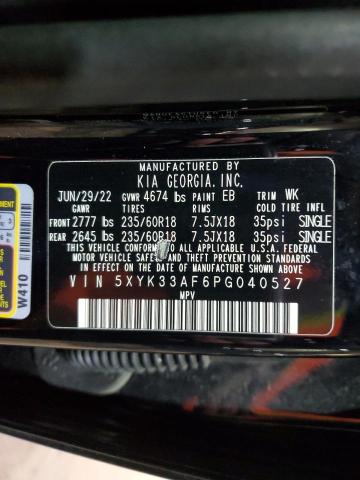 MANUFACTURED BY
KIA GEORGIA, INC.
JUN/29/22 GVWR 4674 lbs PAINT EB TRIM WK
GAWR TIRES RIMS COLD TIRE INFL
FRONT 2777 lbs 235/60R18 7.5JX18 35psi SINGLE
REAR 2645 lbs 235/60R18 7.5JX18 35psi SINGLE
THIS VEHICLE CONFORMS TO ALL APPLICABLE U.S.A. FEDERAL
MOTOR VEHICLE SAFETY AND THEFT PREVENTION STANDARDS IN
EFFECT ON THE DATE OF MANUFACTURE SHOWN ABOVE.
VIN 5XYK33AF6PG040527
MPV
W410